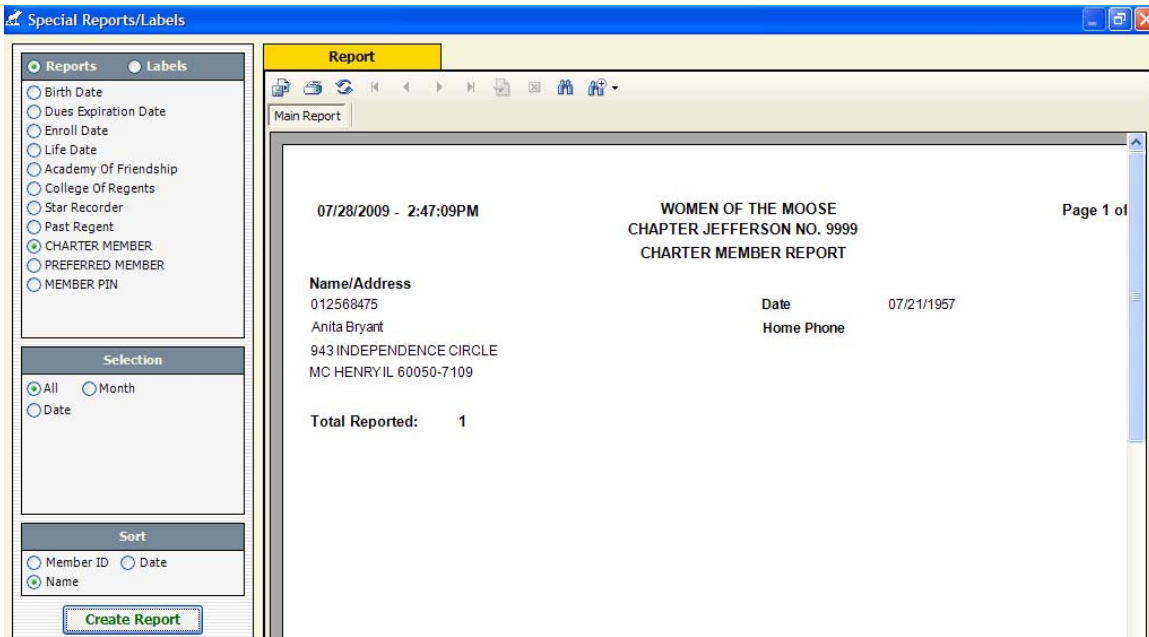 Special Reports/Labels
Reports Labels
Birth Date
Dues Expiration Date
Enroll Date
Life Date
Academy Of Friendship
College Of Regents
Star Recorder
Past Regent
CHARTER MEMBER
PREFERRED MEMBER
MEMBER PIN
Selection
All Month
Date
Sort
Member ID Date
Name
Create Report
Report
Main Report
07/28/2009 - 2:47:09PM WOMEN OF THE MOOSE Page 1 of
CHAPTER JEFFERSON NO. 9999
CHARTER MEMBER REPORT
Name/Address
012568475 Date 07/21/1957
Anita Bryant Home Phone
943 INDEPENDENCE CIRCLE
MC HENRY IL 60050-7109
Total Reported: 1